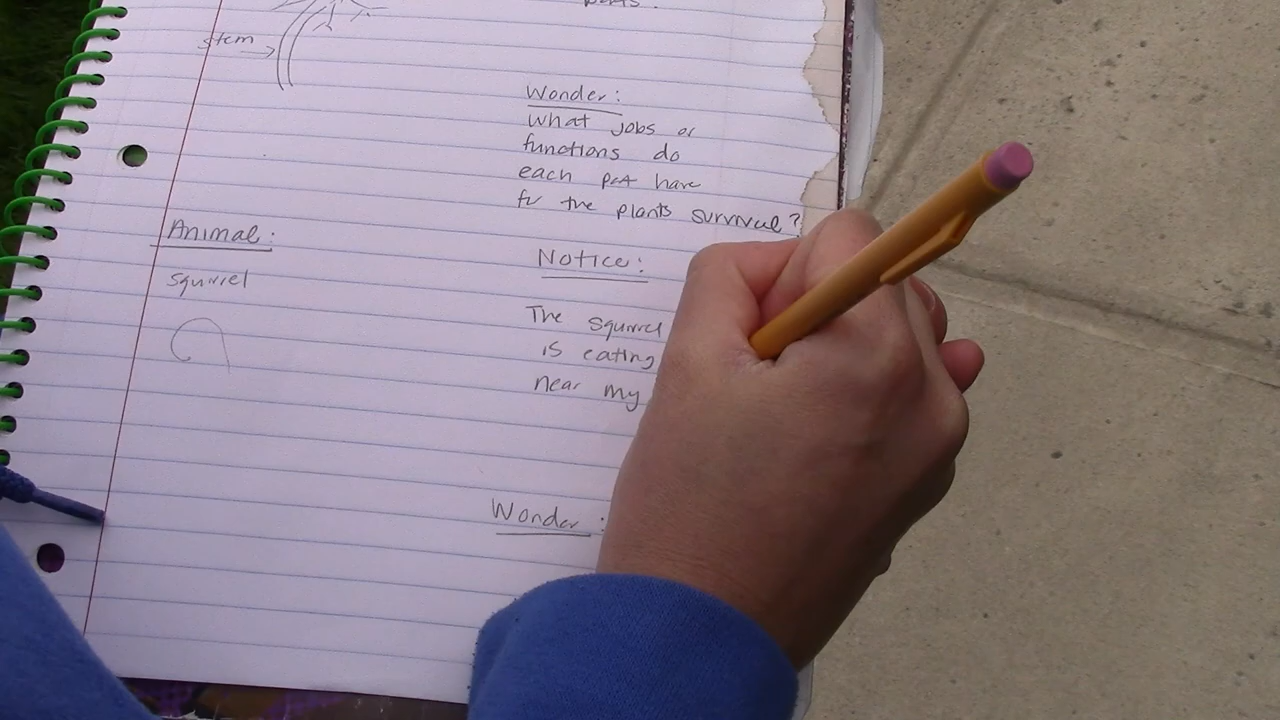 parts.
stem
Wonder:
what jobs or
functions do
each part have
for the plants survival?
Animal:
squirrel
Notice:
The squirrel
is eating
near my
Wonder: